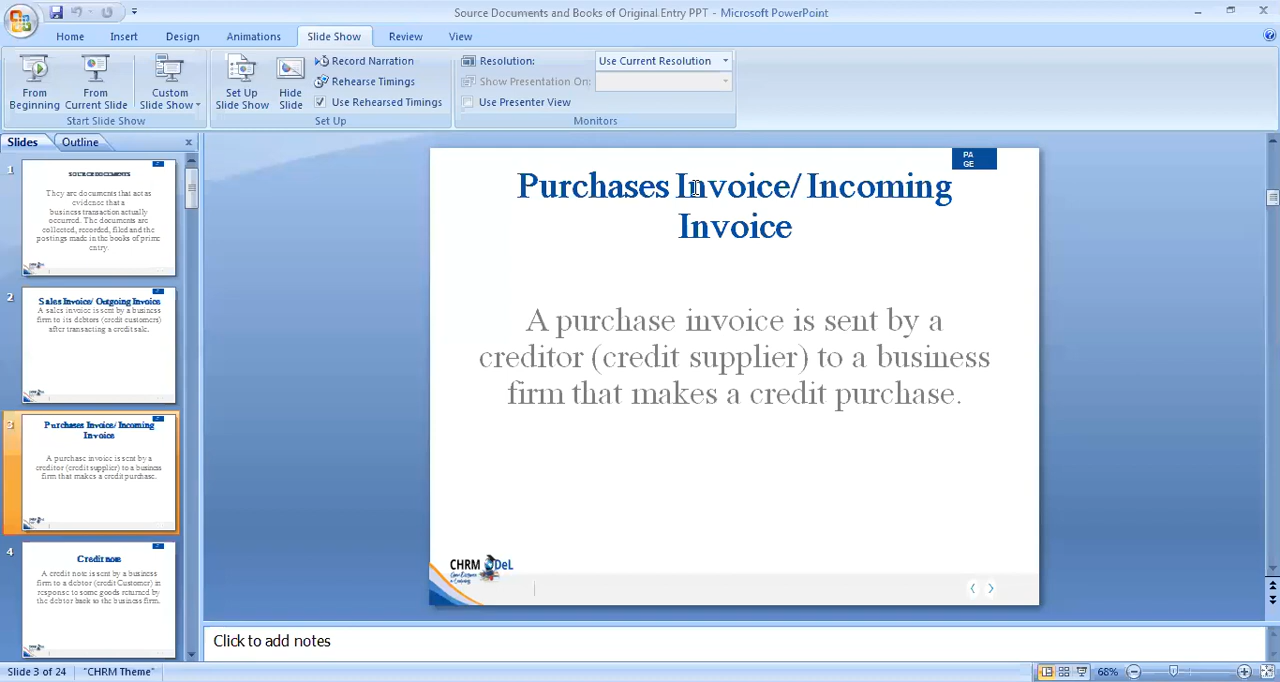 Source Documents and Books of Original Entry PPT - Microsoft PowerPoint
Home Insert Design Animations Slide Show Review View
From Beginning
From Current Slide
Custom Slide Show
Start Slide Show
Set Up Slide Show
Hide Slide
Record Narration
Rehearse Timings
Use Rehearsed Timings
Set Up
Resolution: Use Current Resolution
Show Presentation On:
Use Presenter View
Monitors
Slides Outline
1
SOURCE DOCUMENTS
They are documents that act as
evidence that a
business transaction actually
occurred. The documents are
collected, recorded, filed and the
postings made in the books of prime
entry.
2
Sales Invoice/ Outgoing Invoice
A sales invoice is sent by a business
firm to its debtors (credit customers)
after transacting a credit sale.
3
Purchases Invoice/ Incoming
Invoice
A purchase invoice is sent by a
creditor (credit supplier) to a business
firm that makes a credit purchase.
4
Credit note
A credit note is sent by a business
firm to a debtor (credit Customer) in
response to some goods returned by
the debtor back to the business firm.
PA
GE
Purchases Invoice/ Incoming
Invoice
A purchase invoice is sent by a
creditor (credit supplier) to a business
firm that makes a credit purchase.
CHRM DeL
Click to add notes
Slide 3 of 24 "CHRM Theme" 68%